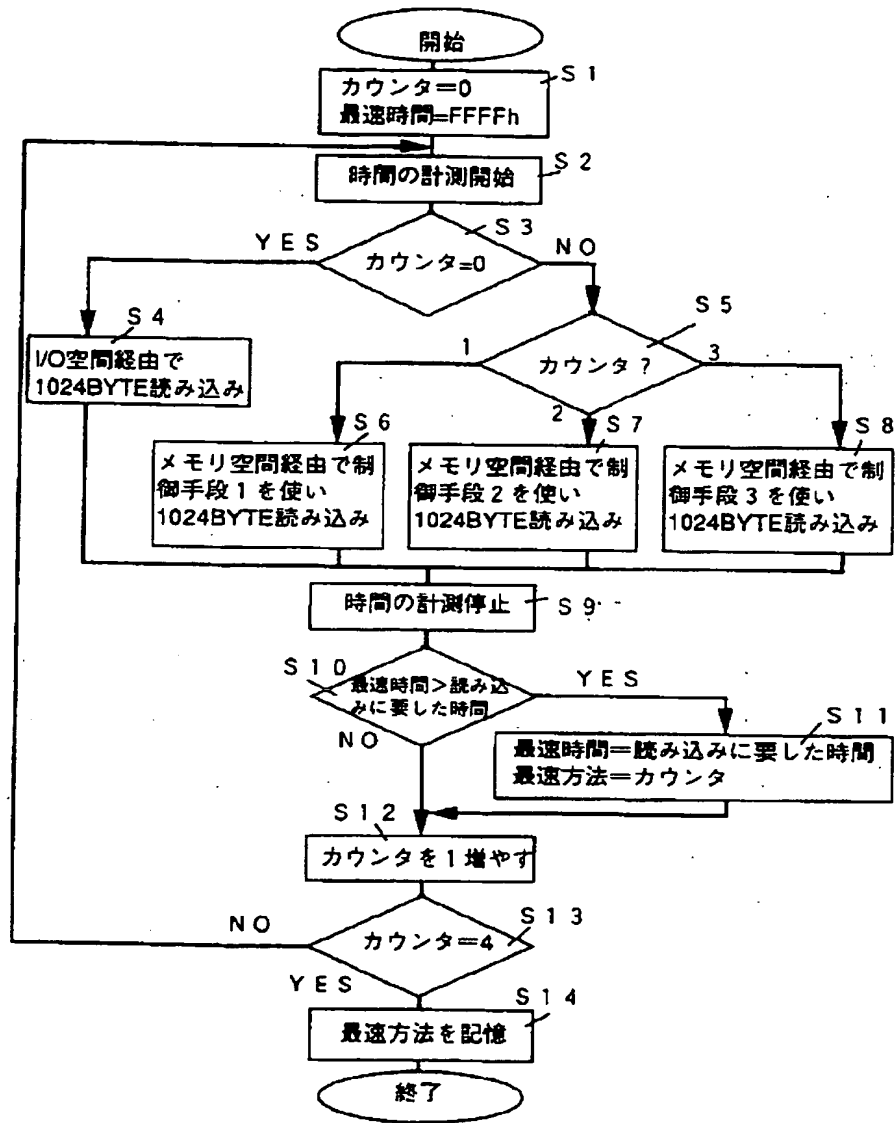 開始
S1
カウンタ=0
最速時間=FFFFh
S2
時間の計測開始
S3
YES
NO
カウンタ=0
S4
S5
I/O空間経由で
1024BYTE読み込み
1
カウンタ?
3
2
S6
S7
S8
メモリ空間経由で制
御手段1を使い
1024BYTE読み込み
メモリ空間経由で制
御手段2を使い
1024BYTE読み込み
メモリ空間経由で制
御手段3を使い
1024BYTE読み込み
時間の計測停止
S9
S10
最速時間>読み込
みに要した時間
YES
NO
S11
最速時間=読み込みに要した時間
最速方法=カウンタ
S12
カウンタを1増やす
S13
NO
カウンタ=4
YES
S14
最速方法を記憶
終了